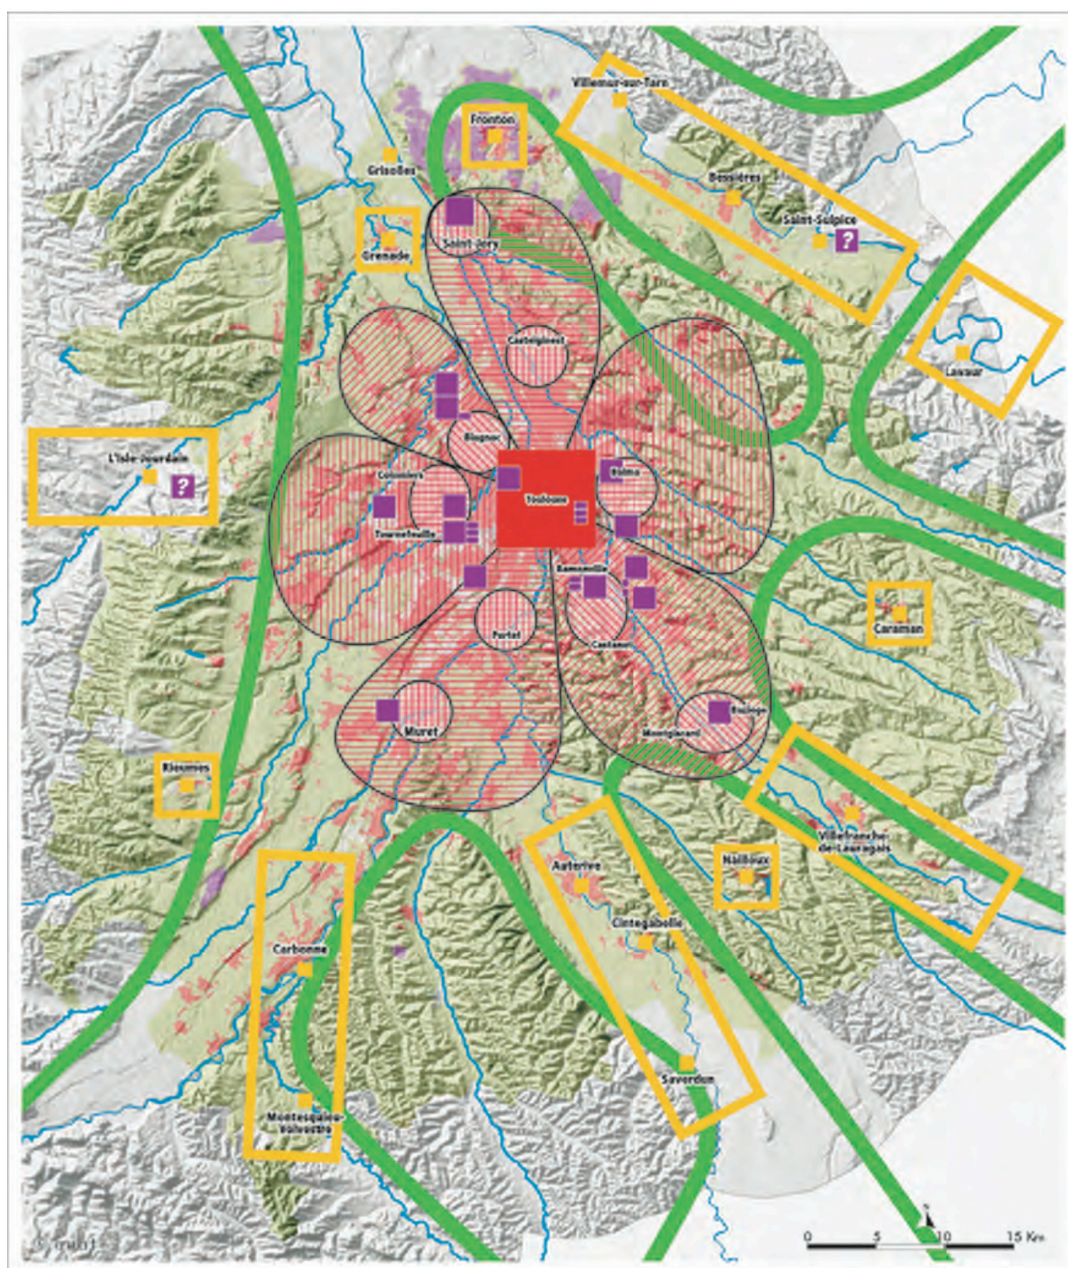 Villemur-sur-Tarn
Fronton
Grisolles
Bessières
Saint-Sulpice
?
Saint-Jory
Grenade
Castelginest
Lavaur
Blagnac
L'Isle-Jourdain
?
Colomiers
Balma
Toulouse
Tournefeuille
Ramonville
Caraman
Portet
Castanet
Muret
Montgiscard
Rieumes
Villefranche-
de-Lauragais
Nailloux
Auterive
Cintegabelle
Carbonne
Saverdun
Montesquieu-
Volvestre
0 5 10 15 Km